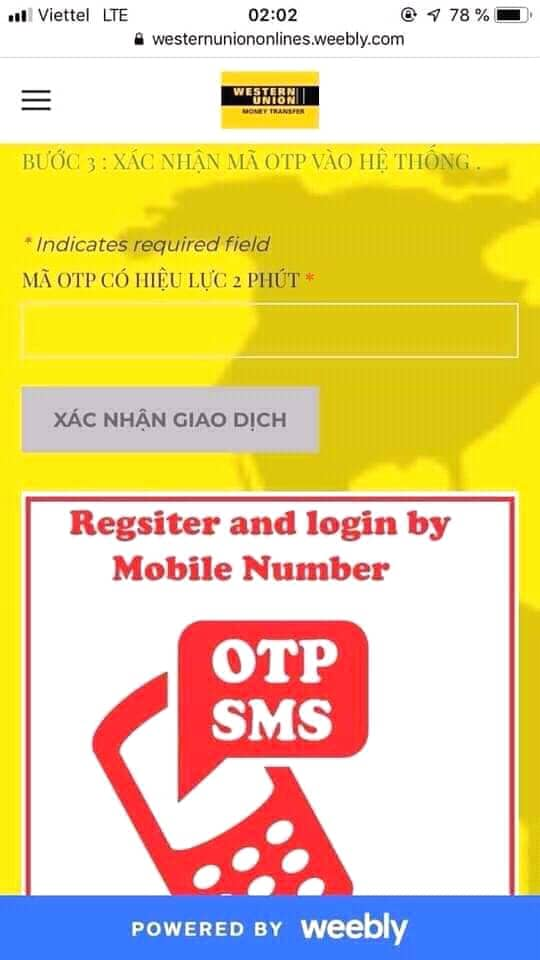 Viettel LTE 02:02 78 %
westernuniononlines.weebly.com
WESTERN
UNION
MONEY TRANSFER
BƯỚC 3 : XÁC NHẬN MÃ OTP VÀO HỆ THỐNG .
* Indicates required field
MÃ OTP CÓ HIỆU LỰC 2 PHÚT *
XÁC NHẬN GIAO DỊCH
Regsiter and login by
Mobile Number
OTP
SMS
POWERED BY weebly